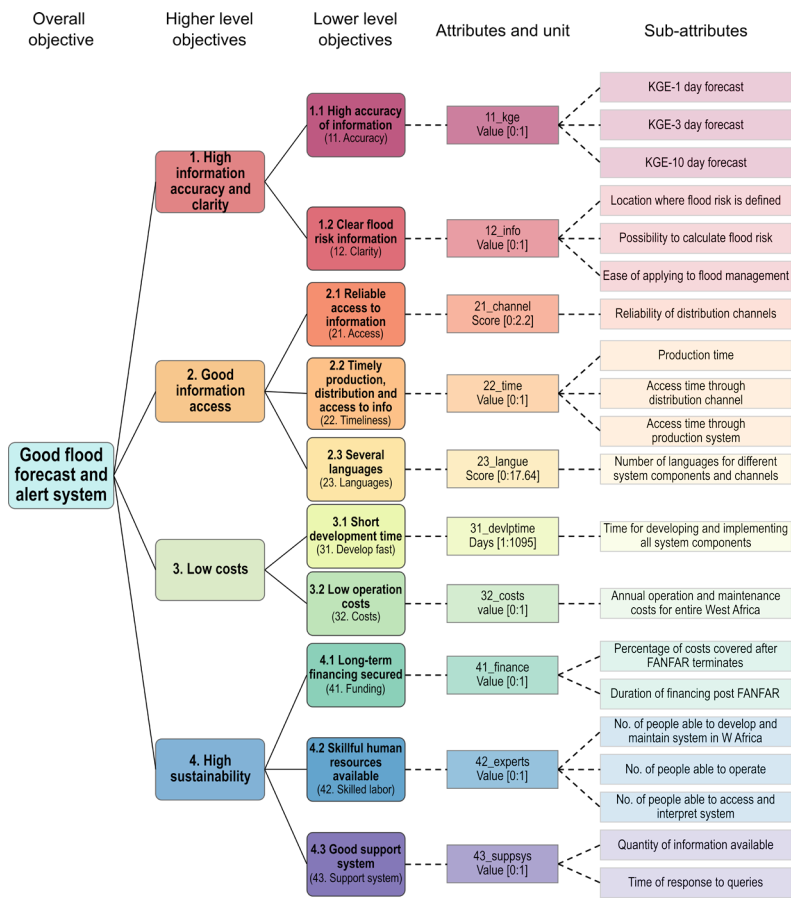 Overall
objective
Higher level
objectives
Lower level
objectives
Attributes and unit
Sub-attributes
Good flood
forecast and
alert system
1. High
information
accuracy and
clarity
1.1 High accuracy
of information
(11. Accuracy)
11_kge
Value [0:1]
KGE-1 day forecast
KGE-3 day forecast
KGE-10 day forecast
1.2 Clear flood
risk information
(12. Clarity)
12_info
Value [0:1]
Location where flood risk is defined
Possibility to calculate flood risk
Ease of applying to flood management
2. Good
information
access
2.1 Reliable
access to
information
(21. Access)
21_channel
Score [0:2.2]
Reliability of distribution channels
2.2 Timely
production,
distribution and
access to info
(22. Timeliness)
22_time
Value [0:1]
Production time
Access time through
distribution channel
Access time through
production system
2.3 Several
languages
(23. Languages)
23_langue
Score [0:17.64]
Number of languages for different
system components and channels
3. Low costs
3.1 Short
development time
(31. Develop fast)
31_devlptime
Days [1:1095]
Time for developing and implementing
all system components
3.2 Low operation
costs
(32. Costs)
32_costs
value [0:1]
Annual operation and maintenance
costs for entire West Africa
4. High
sustainability
4.1 Long-term
financing secured
(41. Funding)
41_finance
Value [0:1]
Percentage of costs covered after
FANFAR terminates
Duration of financing post FANFAR
4.2 Skillful human
resources
available
(42. Skilled labor)
42_experts
Value [0:1]
No. of people able to develop and
maintain system in W Africa
No. of people able to operate
No. of people able to access and
interpret system
4.3 Good support
system
(43. Support system)
43_suppsys
Value [0:1]
Quantity of information available
Time of response to queries